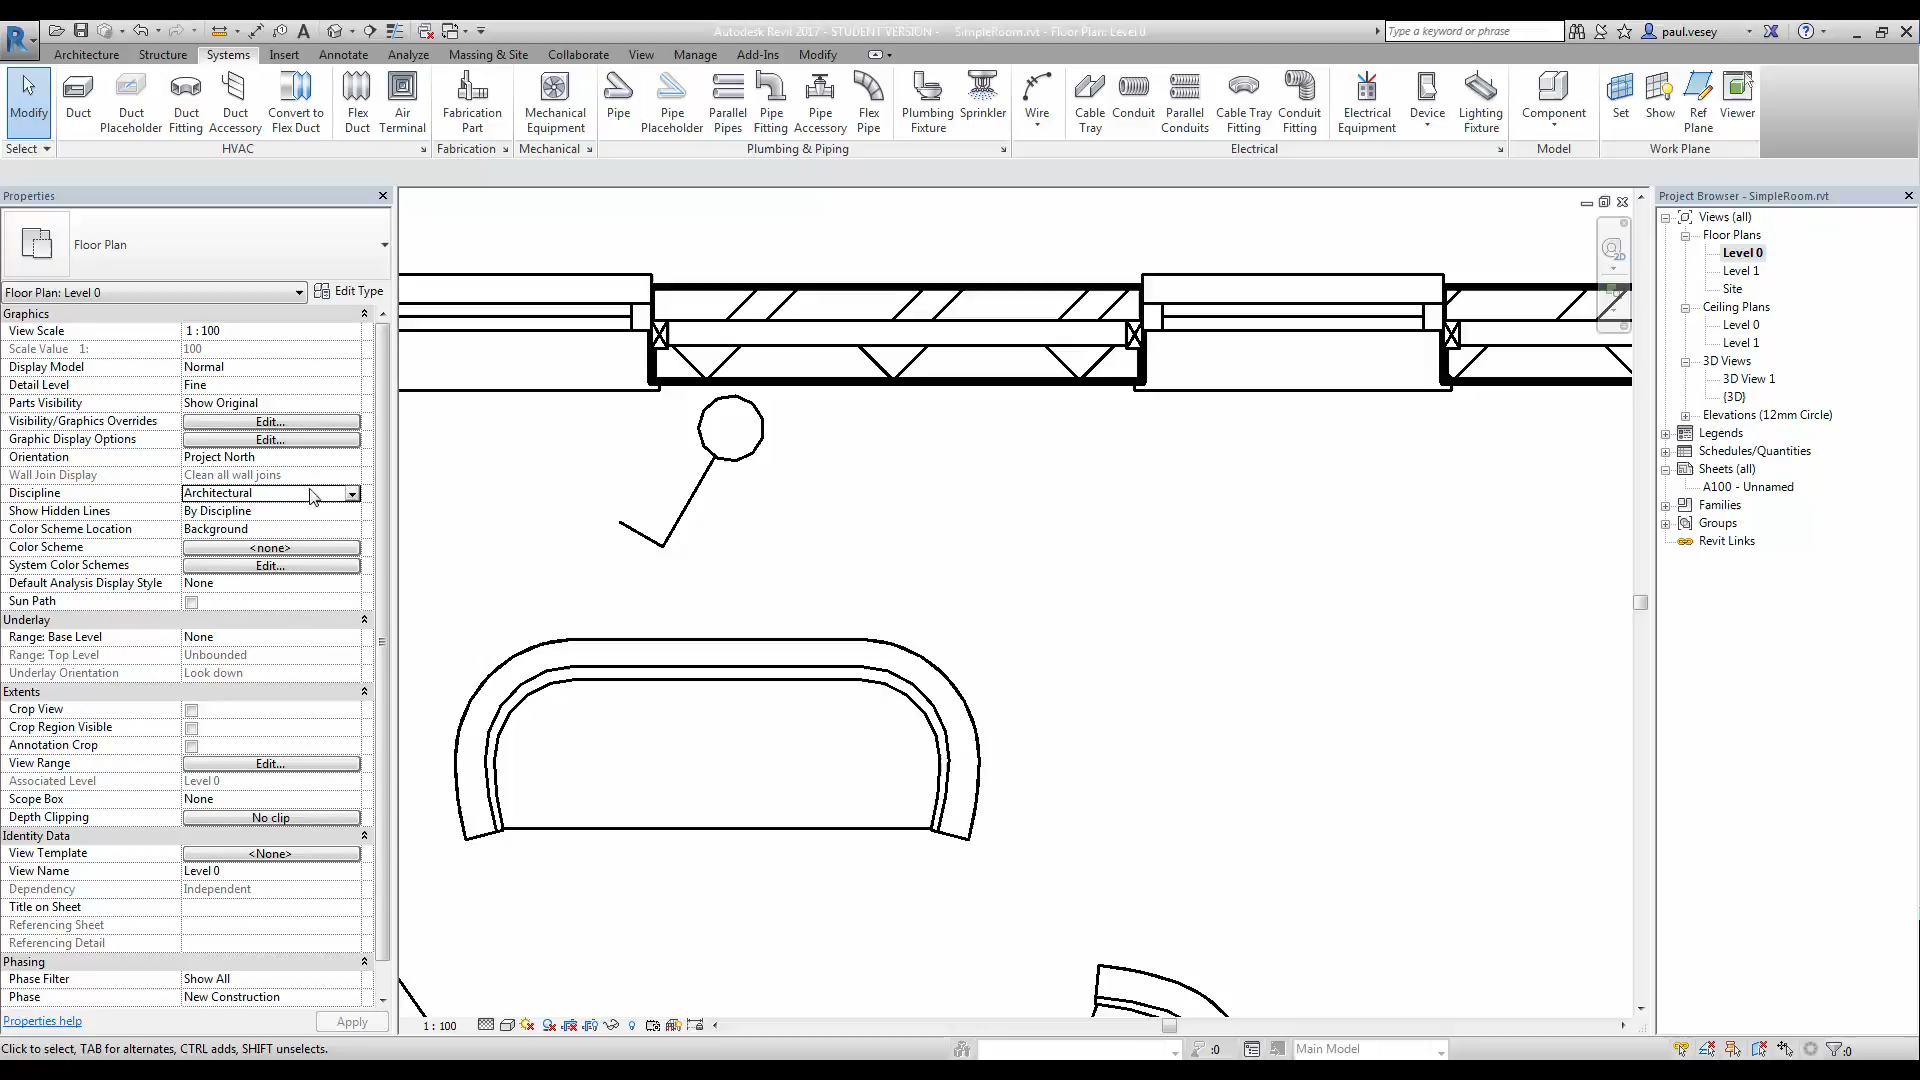 Autodesk Revit 2017 - STUDENT VERSION - SimpleRoom.rvt - Floor Plan: Level 0
Type a keyword or phrase
paul.vesey
Architecture Structure Systems Insert Annotate Analyze Massing & Site Collaborate View Manage Add-Ins Modify
Modify
Duct
Duct Placeholder
Duct Fitting
Duct Accessory
Convert to Flex Duct
Flex Duct
Air Terminal
Fabrication Part
Mechanical Equipment
Pipe
Pipe Placeholder
Parallel Pipes
Pipe Fitting
Pipe Accessory
Flex Pipe
Plumbing Fixture
Sprinkler
Wire
Cable Tray
Conduit
Parallel Conduits
Cable Tray Fitting
Conduit Fitting
Electrical Equipment
Device
Lighting Fixture
Component
Set
Show
Ref Plane
Viewer
Select HVAC Fabrication Mechanical Plumbing & Piping Electrical Model Work Plane
Properties
Floor Plan
Floor Plan: Level 0 Edit Type
Graphics
View Scale 1 : 100
Scale Value 1: 100
Display Model Normal
Detail Level Fine
Parts Visibility Show Original
Visibility/Graphics Overrides Edit...
Graphic Display Options Edit...
Orientation Project North
Wall Join Display Clean all wall joins
Discipline Architectural
Show Hidden Lines By Discipline
Color Scheme Location Background
Color Scheme <none>
System Color Schemes Edit...
Default Analysis Display Style None
Sun Path
Underlay
Range: Base Level None
Range: Top Level Unbounded
Underlay Orientation Look down
Extents
Crop View
Crop Region Visible
Annotation Crop
View Range Edit...
Associated Level Level 0
Scope Box None
Depth Clipping No clip
Identity Data
View Template <None>
View Name Level 0
Dependency Independent
Title on Sheet
Referencing Sheet
Referencing Detail
Phasing
Phase Filter Show All
Phase New Construction
Properties help Apply
2D
Project Browser - SimpleRoom.rvt
Views (all)
Floor Plans
Level 0
Level 1
Site
Ceiling Plans
Level 0
Level 1
3D Views
3D View 1
{3D}
Elevations (12mm Circle)
Legends
Schedules/Quantities
Sheets (all)
A100 - Unnamed
Families
Groups
Revit Links
1 : 100
Click to select, TAB for alternates, CTRL adds, SHIFT unselects.
:0
Main Model
:0